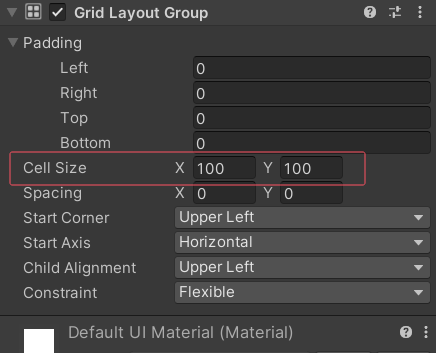 Grid Layout Group
Padding
Left 0
Right 0
Top 0
Bottom 0
Cell Size X 100 Y 100
Spacing X 0 Y 0
Start Corner Upper Left
Start Axis Horizontal
Child Alignment Upper Left
Constraint Flexible
Default UI Material (Material)